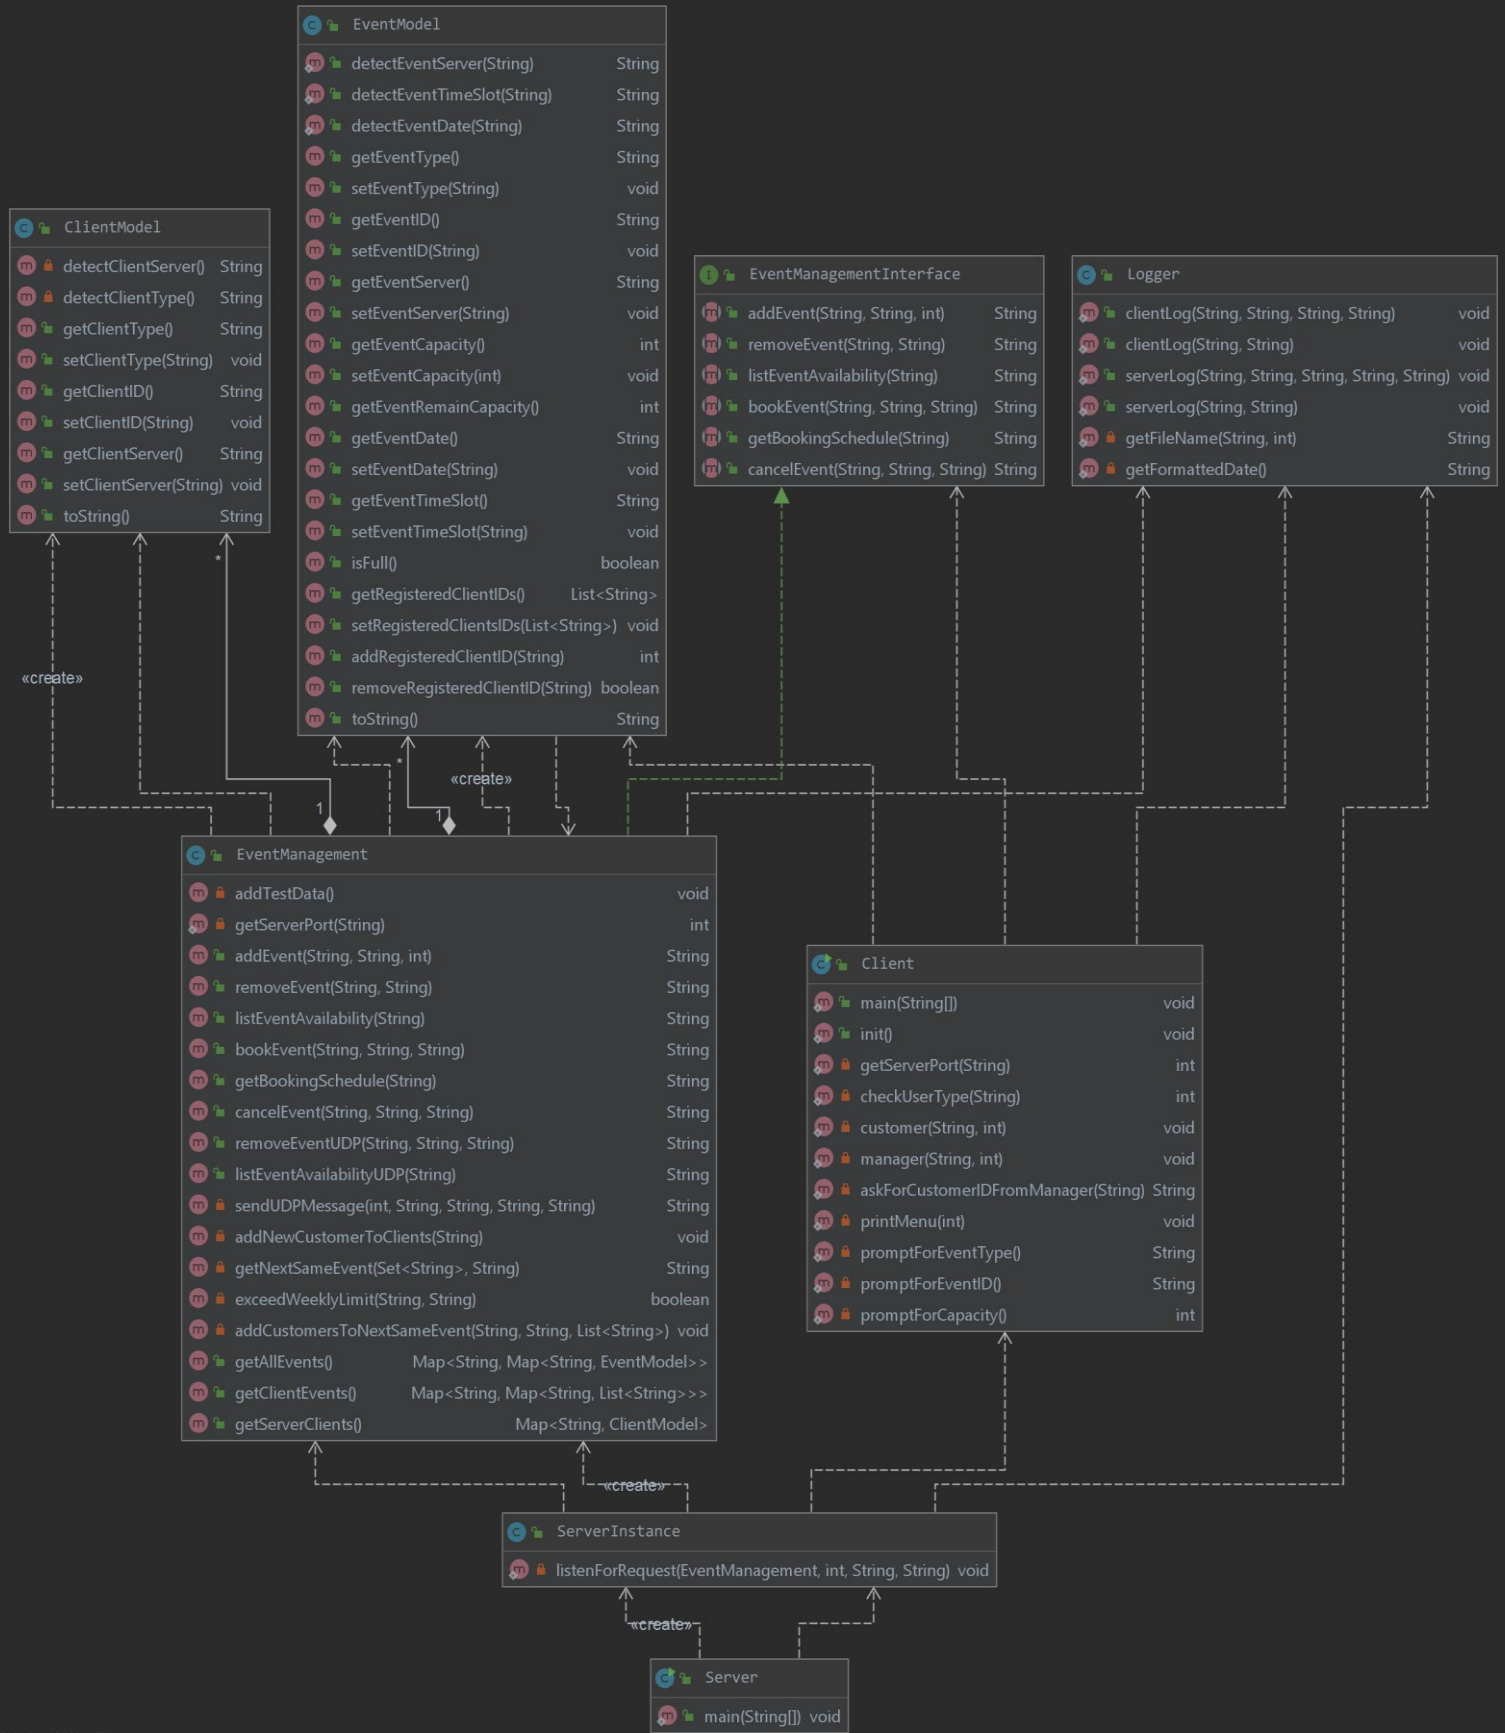 EventModel
detectEventServer(String) String
detectEventTimeSlot(String) String
detectEventDate(String) String
getEventType() String
setEventType(String) void
getEventID() String
setEventID(String) void
getEventServer() String
setEventServer(String) void
getEventCapacity() int
setEventCapacity(int) void
getEventRemainCapacity() int
getEventDate() String
setEventDate(String) void
getEventTimeSlot() String
setEventTimeSlot(String) void
isFull() boolean
getRegisteredClientIDs() List<String>
setRegisteredClientsIDs(List<String>) void
addRegisteredClientID(String) int
removeRegisteredClientID(String) boolean
toString() String
ClientModel
detectClientServer() String
detectClientType() String
getClientType() String
setClientType(String) void
getClientID() String
setClientID(String) void
getClientServer() String
setClientServer(String) void
toString() String
EventManagementInterface
addEvent(String, String, int) String
removeEvent(String, String) String
listEventAvailability(String) String
bookEvent(String, String, String) String
getBookingSchedule(String) String
cancelEvent(String, String, String) String
Logger
clientLog(String, String, String, String) void
clientLog(String, String) void
serverLog(String, String, String, String, String) void
serverLog(String, String) void
getFileName(String, int) String
getFormattedDate() String
*
«create»
*
«create»
1
1
EventManagement
addTestData() void
getServerPort(String) int
addEvent(String, String, int) String
removeEvent(String, String) String
listEventAvailability(String) String
bookEvent(String, String, String) String
getBookingSchedule(String) String
cancelEvent(String, String, String) String
removeEventUDP(String, String, String) String
listEventAvailabilityUDP(String) String
sendUDPMessage(int, String, String, String, String) String
addNewCustomerToClients(String) void
getNextSameEvent(Set<String>, String) String
exceedWeeklyLimit(String, String) boolean
addCustomersToNextSameEvent(String, String, List<String>) void
getAllEvents() Map<String, Map<String, EventModel>>
getClientEvents() Map<String, Map<String, List<String>>>
getServerClients() Map<String, ClientModel>
Client
main(String[]) void
init() void
getServerPort(String) int
checkUserType(String) int
customer(String, int) void
manager(String, int) void
askForCustomerIDFromManager(String) String
printMenu(int) void
promptForEventType() String
promptForEventID() String
promptForCapacity() int
«create»
ServerInstance
listenForRequest(EventManagement, int, String, String) void
«create»
Server
main(String[]) void